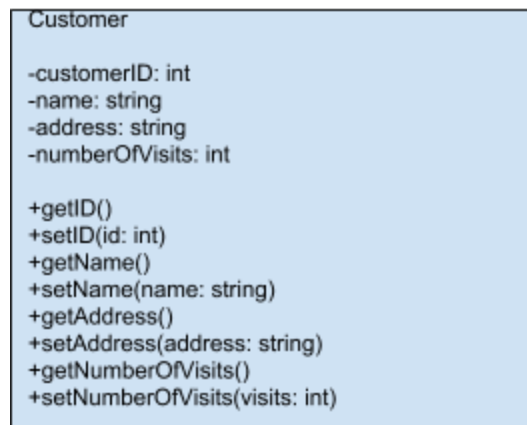 Customer
-customerID: int
-name: string
-address: string
-numberOfVisits: int
+getID()
+setID(id: int)
+getName()
+setName(name: string)
+getAddress()
+setAddress(address: string)
+getNumberOfVisits()
+setNumberOfVisits(visits: int)